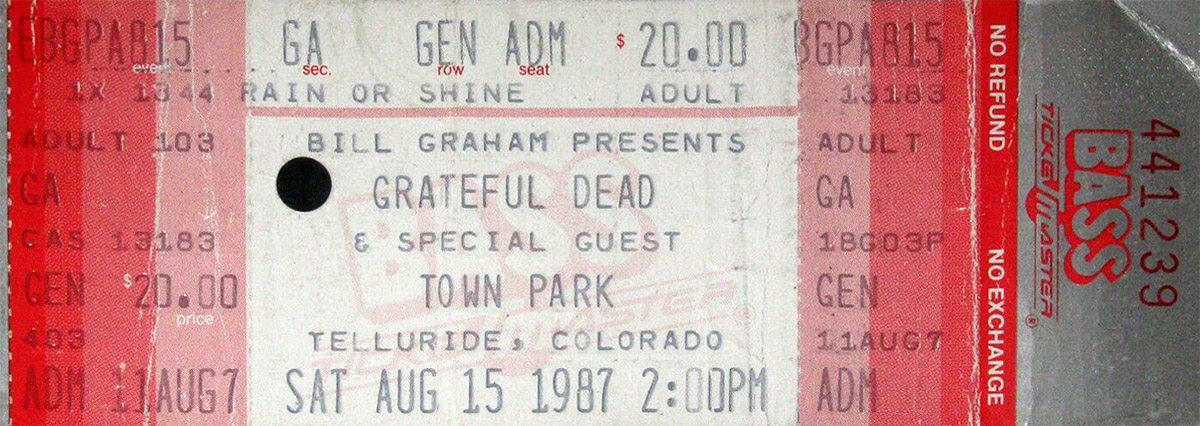 EBGPA815 GA GEN ADM $ 20.00 BGPA815
event sec. row seat event
1X 1344 RAIN OR SHINE ADULT 13183
ADULT 103 BILL GRAHAM PRESENTS ADULT
GA GRATEFUL DEAD GA
CAS 13183 & SPECIAL GUEST 1BG03P
GEN $20.00 TOWN PARK GEN
price
403 TELLURIDE, COLORADO 11AUG7
ADM 11AUG7 SAT AUG 15 1987 2:00PM ADM
NO REFUND
NO EXCHANGE
TICKETMASTER®
BASS
441239